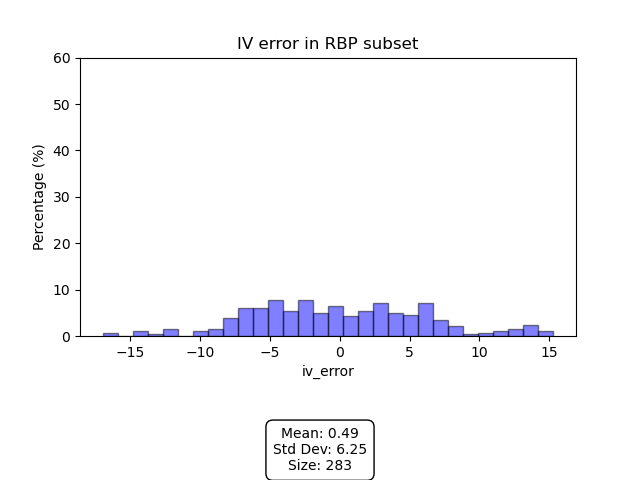 IV error in RBP subset
60
50
40
30
20
10
0
Percentage (%)
−15
−10
−5
0
5
10
15
iv_error
Mean: 0.49
Std Dev: 6.25
Size: 283